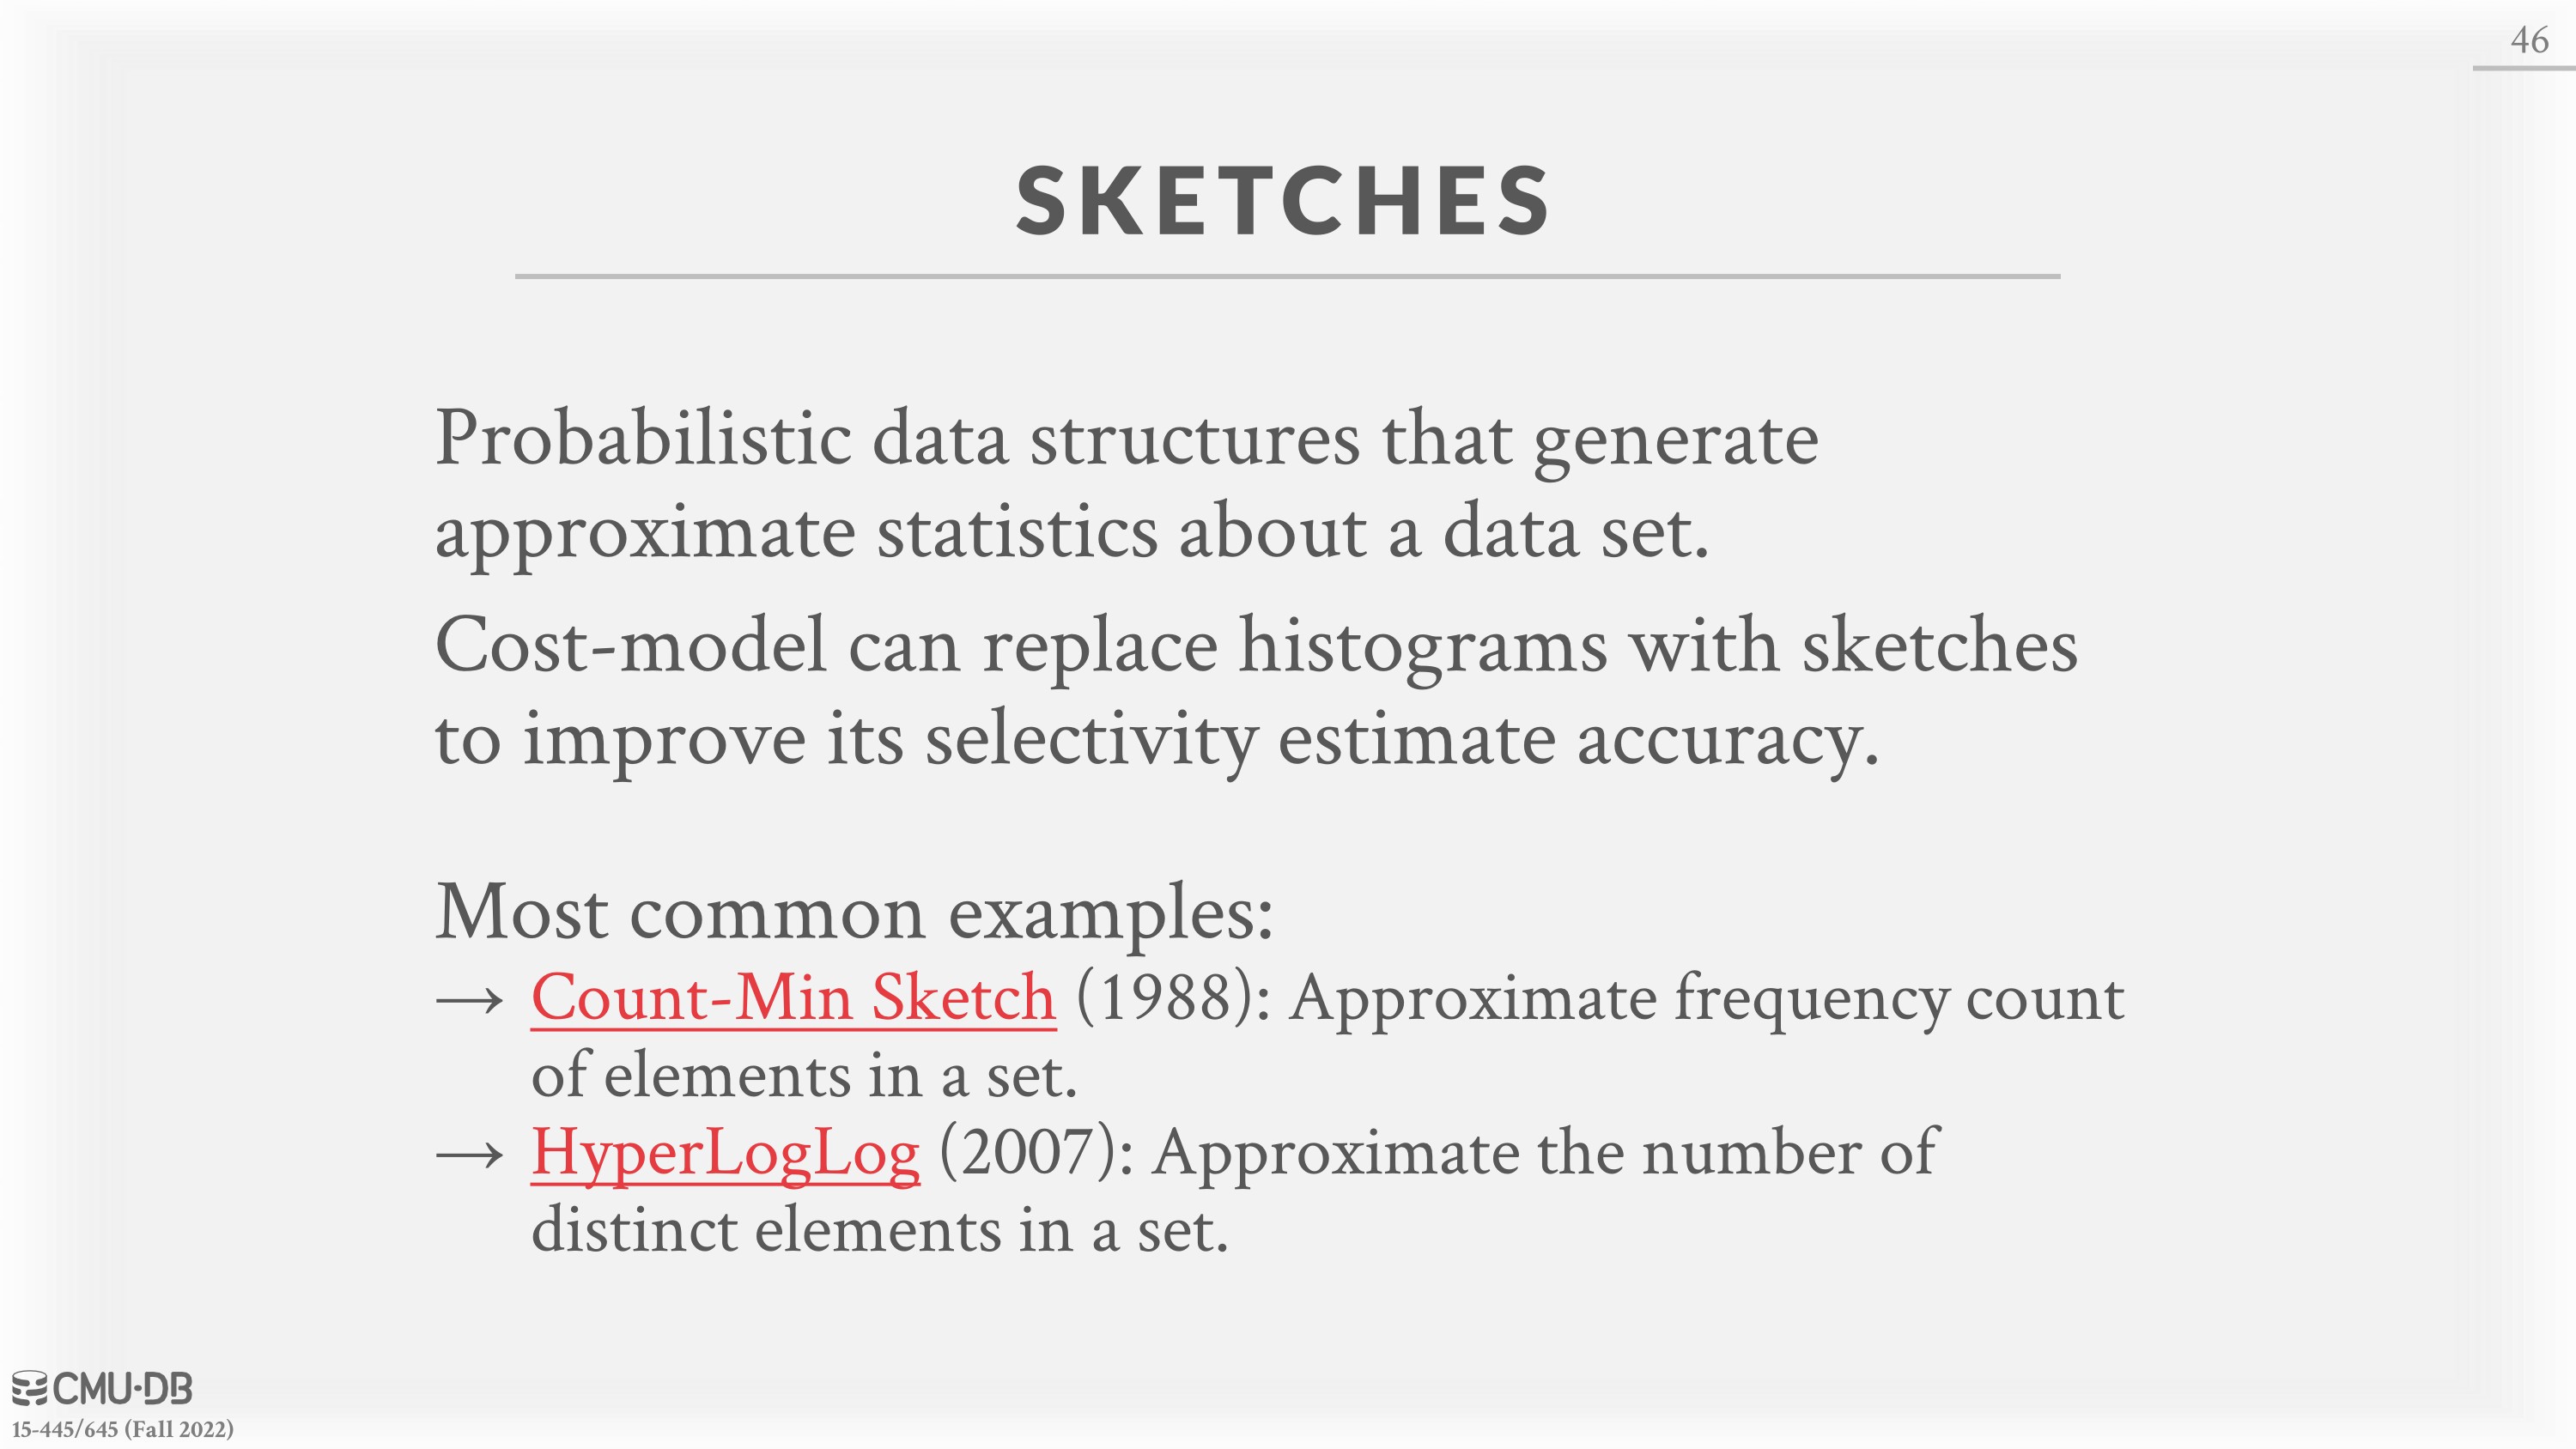 46
SKETCHES
Probabilistic data structures that generate
approximate statistics about a data set.
Cost-model can replace histograms with sketches
to improve its selectivity estimate accuracy.
Most common examples:
→ Count-Min Sketch (1988): Approximate frequency count
of elements in a set.
→ HyperLogLog (2007): Approximate the number of
distinct elements in a set.
CMU·DB
15-445/645 (Fall 2022)